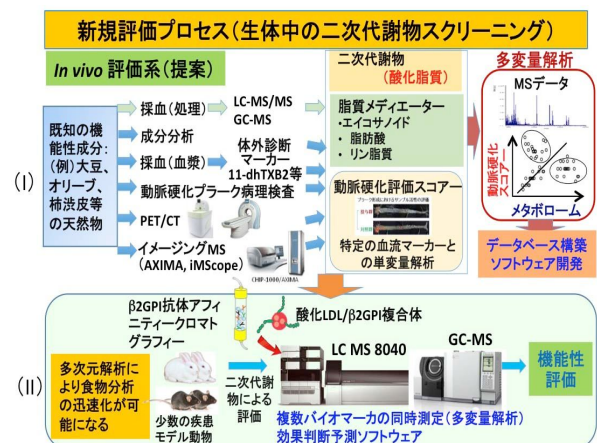 新規評価プロセス(生体中の二次代謝物スクリーニング)
In vivo 評価系(提案)
(I)
既知の機
能性成分:
(例)大豆、
オリーブ、
柿渋皮等
の天然物
採血(処理)
LC-MS/MS
GC-MS
成分分析
採血(血漿)
体外診断
マーカー
11-dhTXB2等
動脈硬化プラーク病理検査
PET/CT
イメージングMS
(AXIMA, iMScope)
CHIP-1000/AXIMA
二次代謝物
(酸化脂質)
脂質メディエーター
・エイコサノイド
・脂肪酸
・リン脂質
動脈硬化評価スコアー
特定の血流マーカーと
の単変量解析
多変量解析
MSデータ
動脈硬化
スコアー
メタボローム
データベース構築
ソフトウェア開発
(II)
多次元解析に
より食物分析
の迅速化が可
能になる
β2GPI抗体アフィ
ニティークロマト
グラフィー
少数の疾患
モデル動物
二次代謝
物による
評価
酸化LDL/β2GPI複合体
LC MS 8040
GC-MS
複数バイオマーカの同時測定(多変量解析)
効果判断予測ソフトウェア
機能性
評価